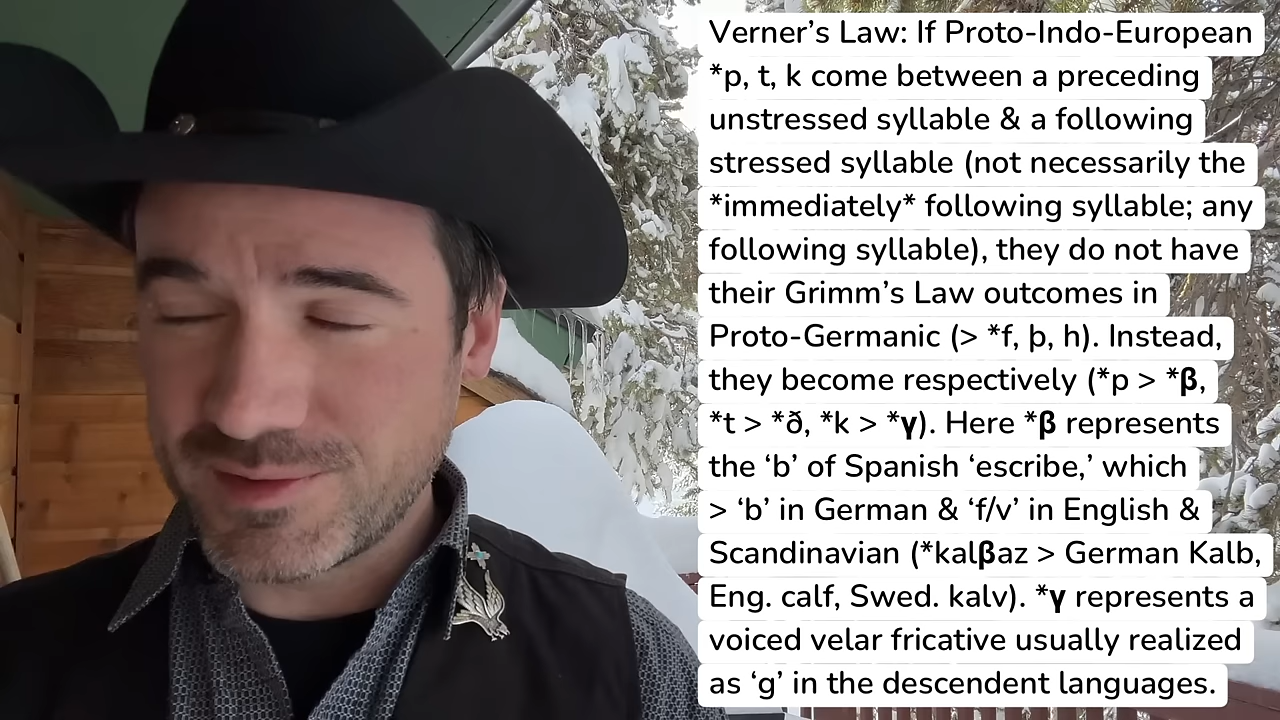 Verner’s Law: If Proto-Indo-European
*p, t, k come between a preceding
unstressed syllable & a following
stressed syllable (not necessarily the
*immediately* following syllable; any
following syllable), they do not have
their Grimm’s Law outcomes in
Proto-Germanic (> *f, þ, h). Instead,
they become respectively (*p > *β,
*t > *ð, *k > *γ). Here *β represents
the ‘b’ of Spanish ‘escribe,’ which
> ‘b’ in German & ‘f/v’ in English &
Scandinavian (*kalβaz > German Kalb,
Eng. calf, Swed. kalv). *γ represents a
voiced velar fricative usually realized
as ‘g’ in the descendent languages.